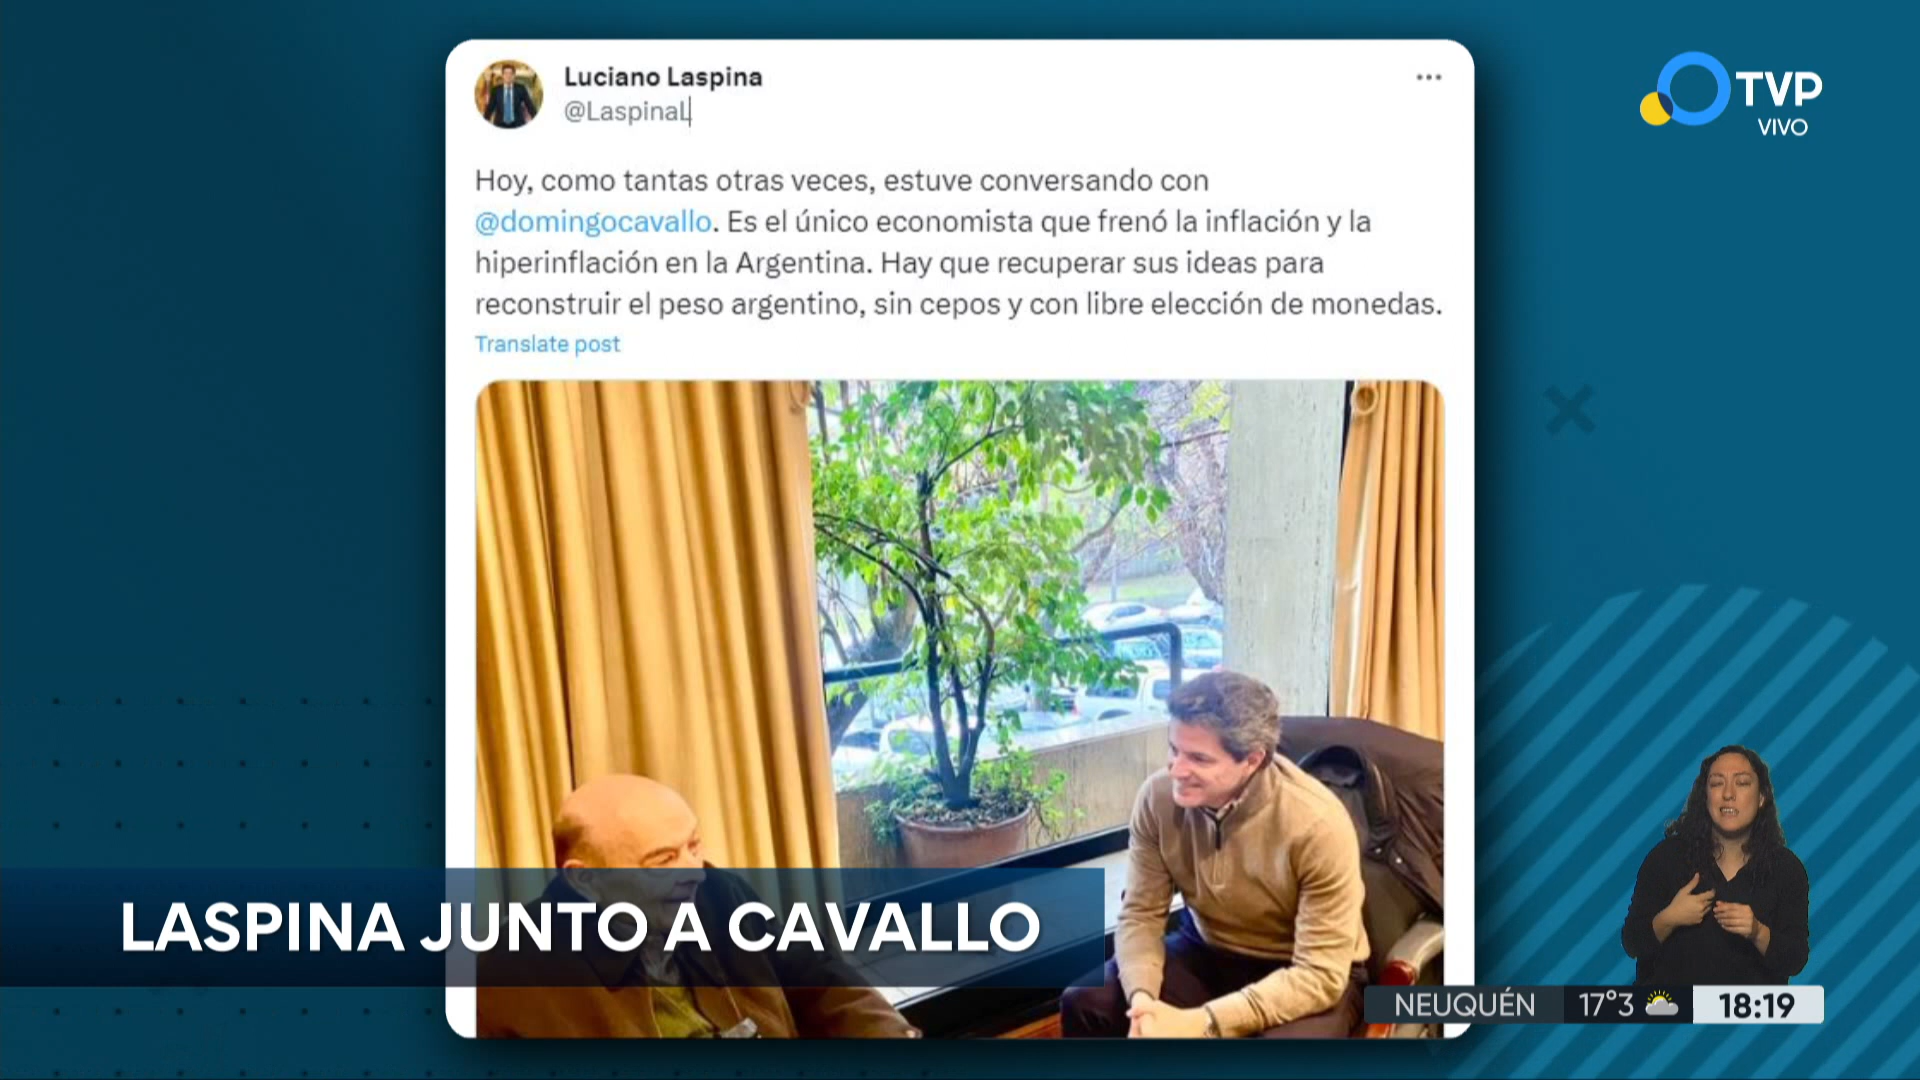 Luciano Laspina
@LaspinaL
TVP
VIVO
Hoy, como tantas otras veces, estuve conversando con
@domingocavallo. Es el único economista que frenó la inflación y la
hiperinflación en la Argentina. Hay que recuperar sus ideas para
reconstruir el peso argentino, sin cepos y con libre elección de monedas.
Translate post
LASPINA JUNTO A CAVALLO
NEUQUÉN 17°3 18:19